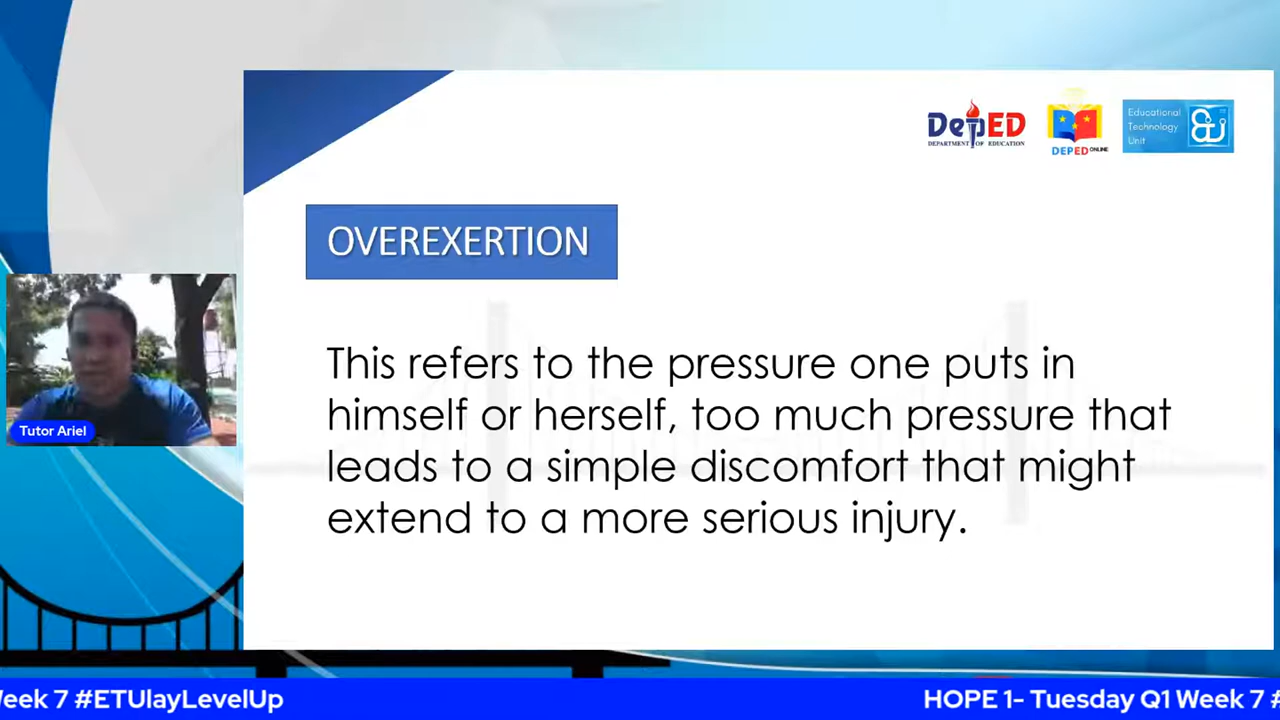 DepED
DEPARTMENT OF EDUCATION
DEPED ONLINE
Educational
Technology
Unit
OVEREXERTION
This refers to the pressure one puts in
himself or herself, too much pressure that
leads to a simple discomfort that might
extend to a more serious injury.
Tutor Ariel
Week 7 #ETUlayLevelUp
HOPE 1- Tuesday Q1 Week 7 #